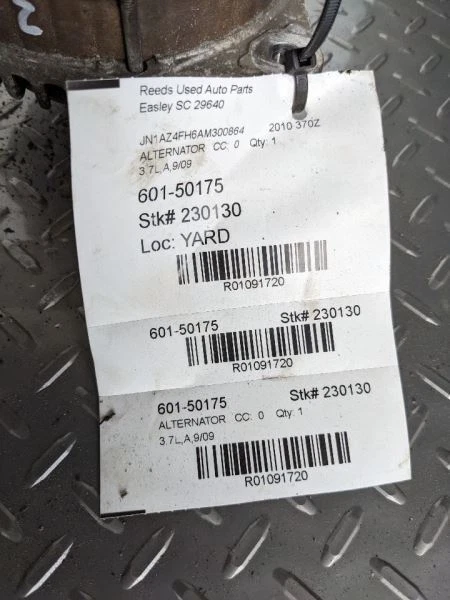 2
Reeds Used Auto Parts
Easley SC 29640
JN1AZ4FH6AM300864 2010 370Z
ALTERNATOR CC: 0 Qty: 1
3.7L,A,9/09
601-50175
Stk# 230130
Loc: YARD
R01091720
601-50175 Stk# 230130
R01091720
601-50175 Stk# 230130
ALTERNATOR CC: 0 Qty: 1
3.7L,A,9/09
R01091720